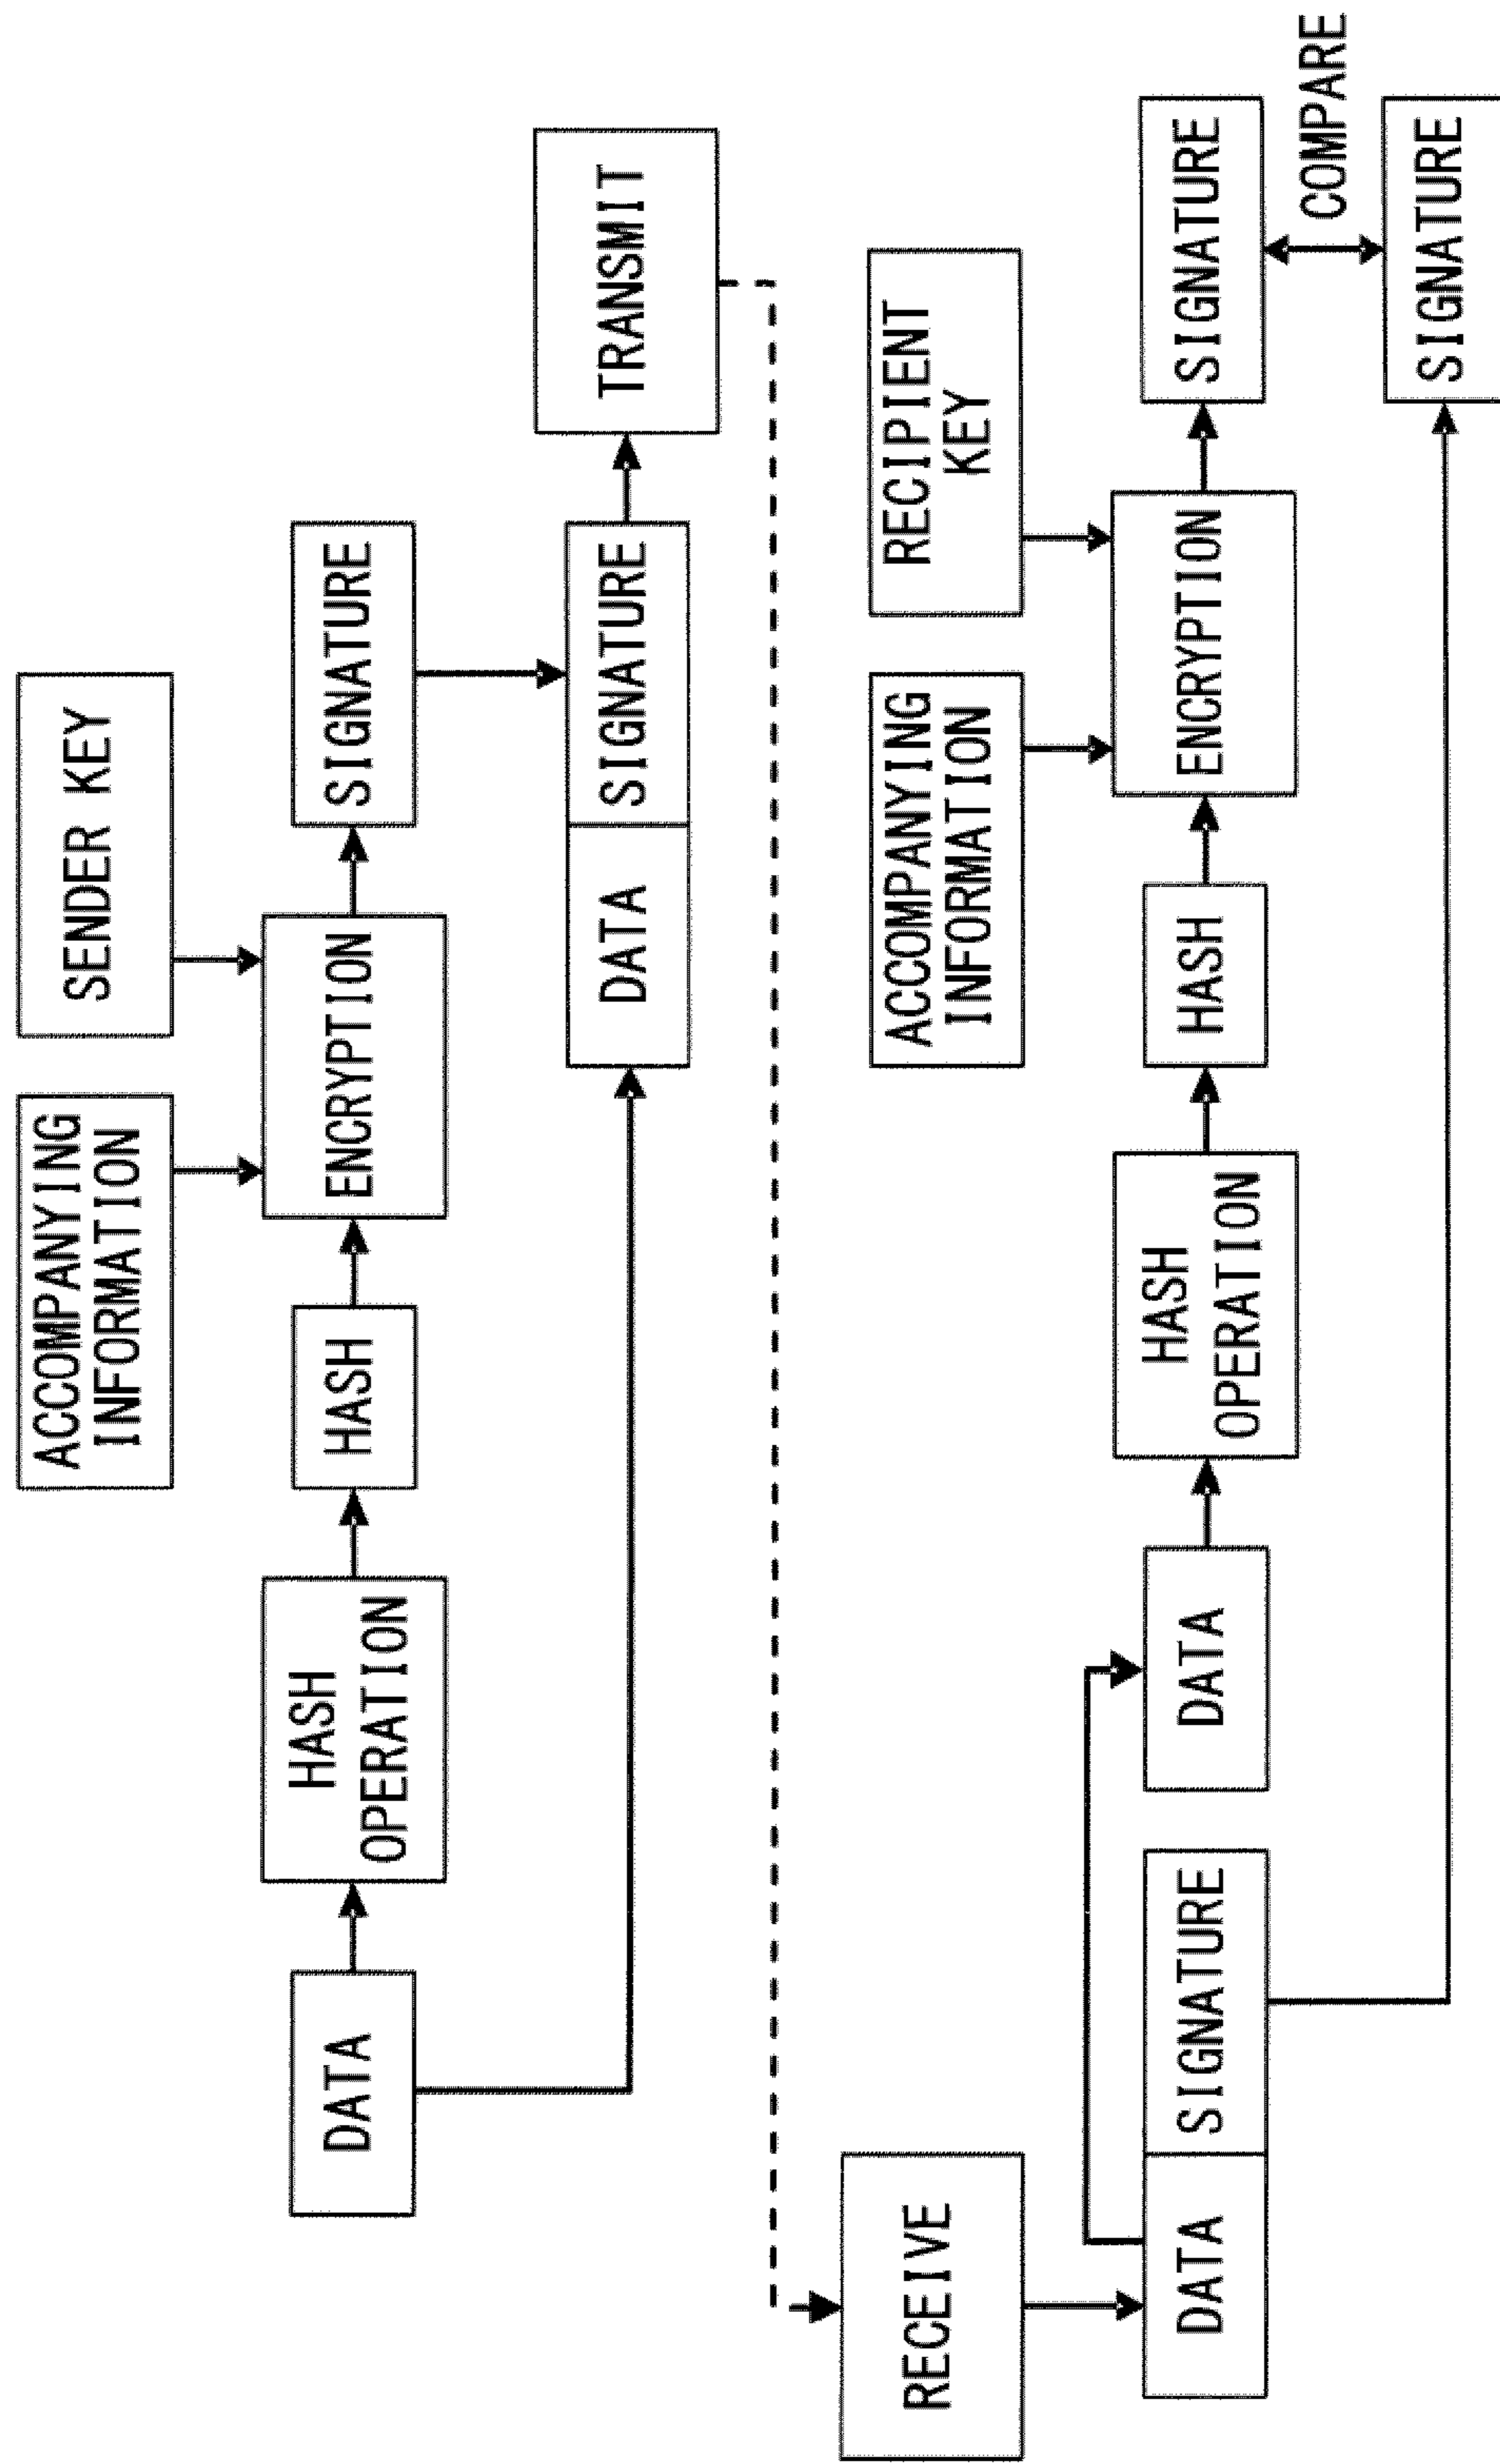 ACCOMPANYING
INFORMATION
SENDER KEY
DATA
HASH
OPERATION
HASH
ENCRYPTION
SIGNATURE
DATA
SIGNATURE
TRANSMIT
RECEIVE
ACCOMPANYING
INFORMATION
RECIPIENT
KEY
DATA
SIGNATURE
DATA
HASH
OPERATION
HASH
ENCRYPTION
SIGNATURE
COMPARE
SIGNATURE